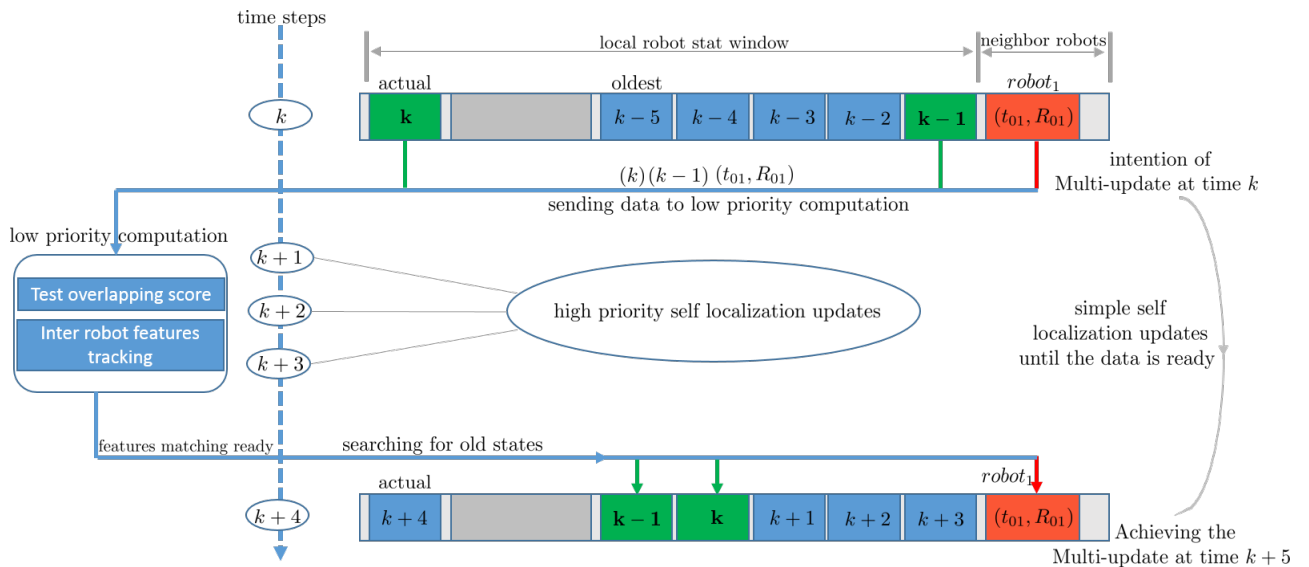 time steps
local robot stat window
neighbor robots
actual
oldest
robot₁
k
k
k − 5
k − 4
k − 3
k − 2
k − 1
(t₀₁, R₀₁)
(k)(k − 1) (t₀₁, R₀₁)
sending data to low priority computation
intention of
Multi-update at time k
low priority computation
Test overlapping score
Inter robot features
tracking
k + 1
k + 2
k + 3
high priority self localization updates
simple self
localization updates
until the data is ready
features matching ready
searching for old states
actual
robot₁
k + 4
k + 4
k − 1
k
k + 1
k + 2
k + 3
(t₀₁, R₀₁)
Achieving the
Multi-update at time k + 5